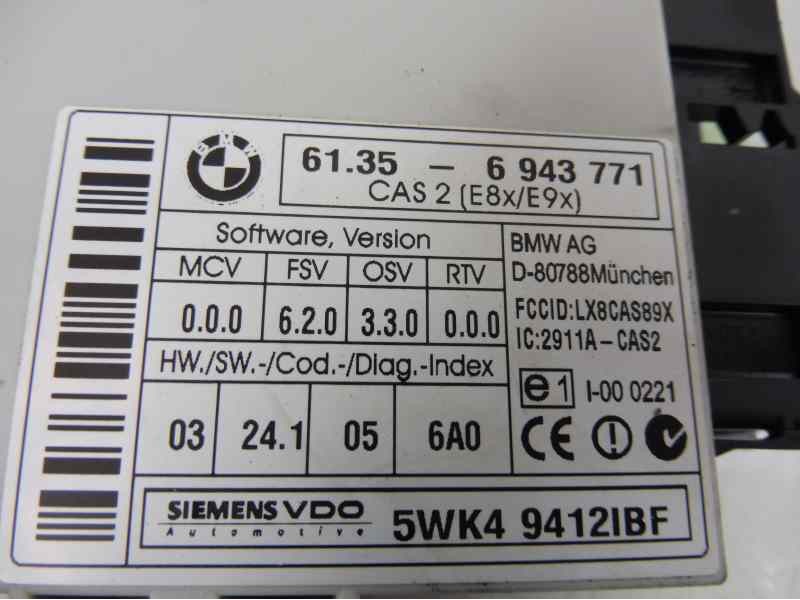 BMW
61.35 - 6 943 771
CAS 2 (E8x/E9x)
Software, Version
MCV FSV OSV RTV
0.0.0 6.2.0 3.3.0 0.0.0
HW./SW.-/Cod.-/Diag.-Index
03 24.1 05 6A0
BMW AG
D-80788München
FCCID:LX8CAS89X
IC:2911A-CAS2
e1 I-00 0221
CE
SIEMENS VDO
Automotive
5WK4 9412IBF